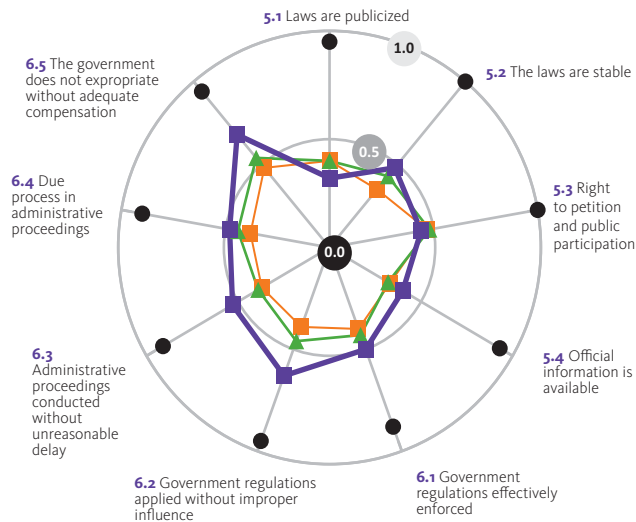 5.1 Laws are publicized
1.0
5.2 The laws are stable
0.5
5.3 Right
to petition
and public
participation
0.0
5.4 Official
information is
available
6.1 Government
regulations effectively
enforced
6.2 Government regulations
applied without improper
influence
6.3
Administrative
proceedings
conducted
without
unreasonable
delay
6.4 Due
process in
administrative
proceedings
6.5 The government
does not expropriate
without adequate
compensation